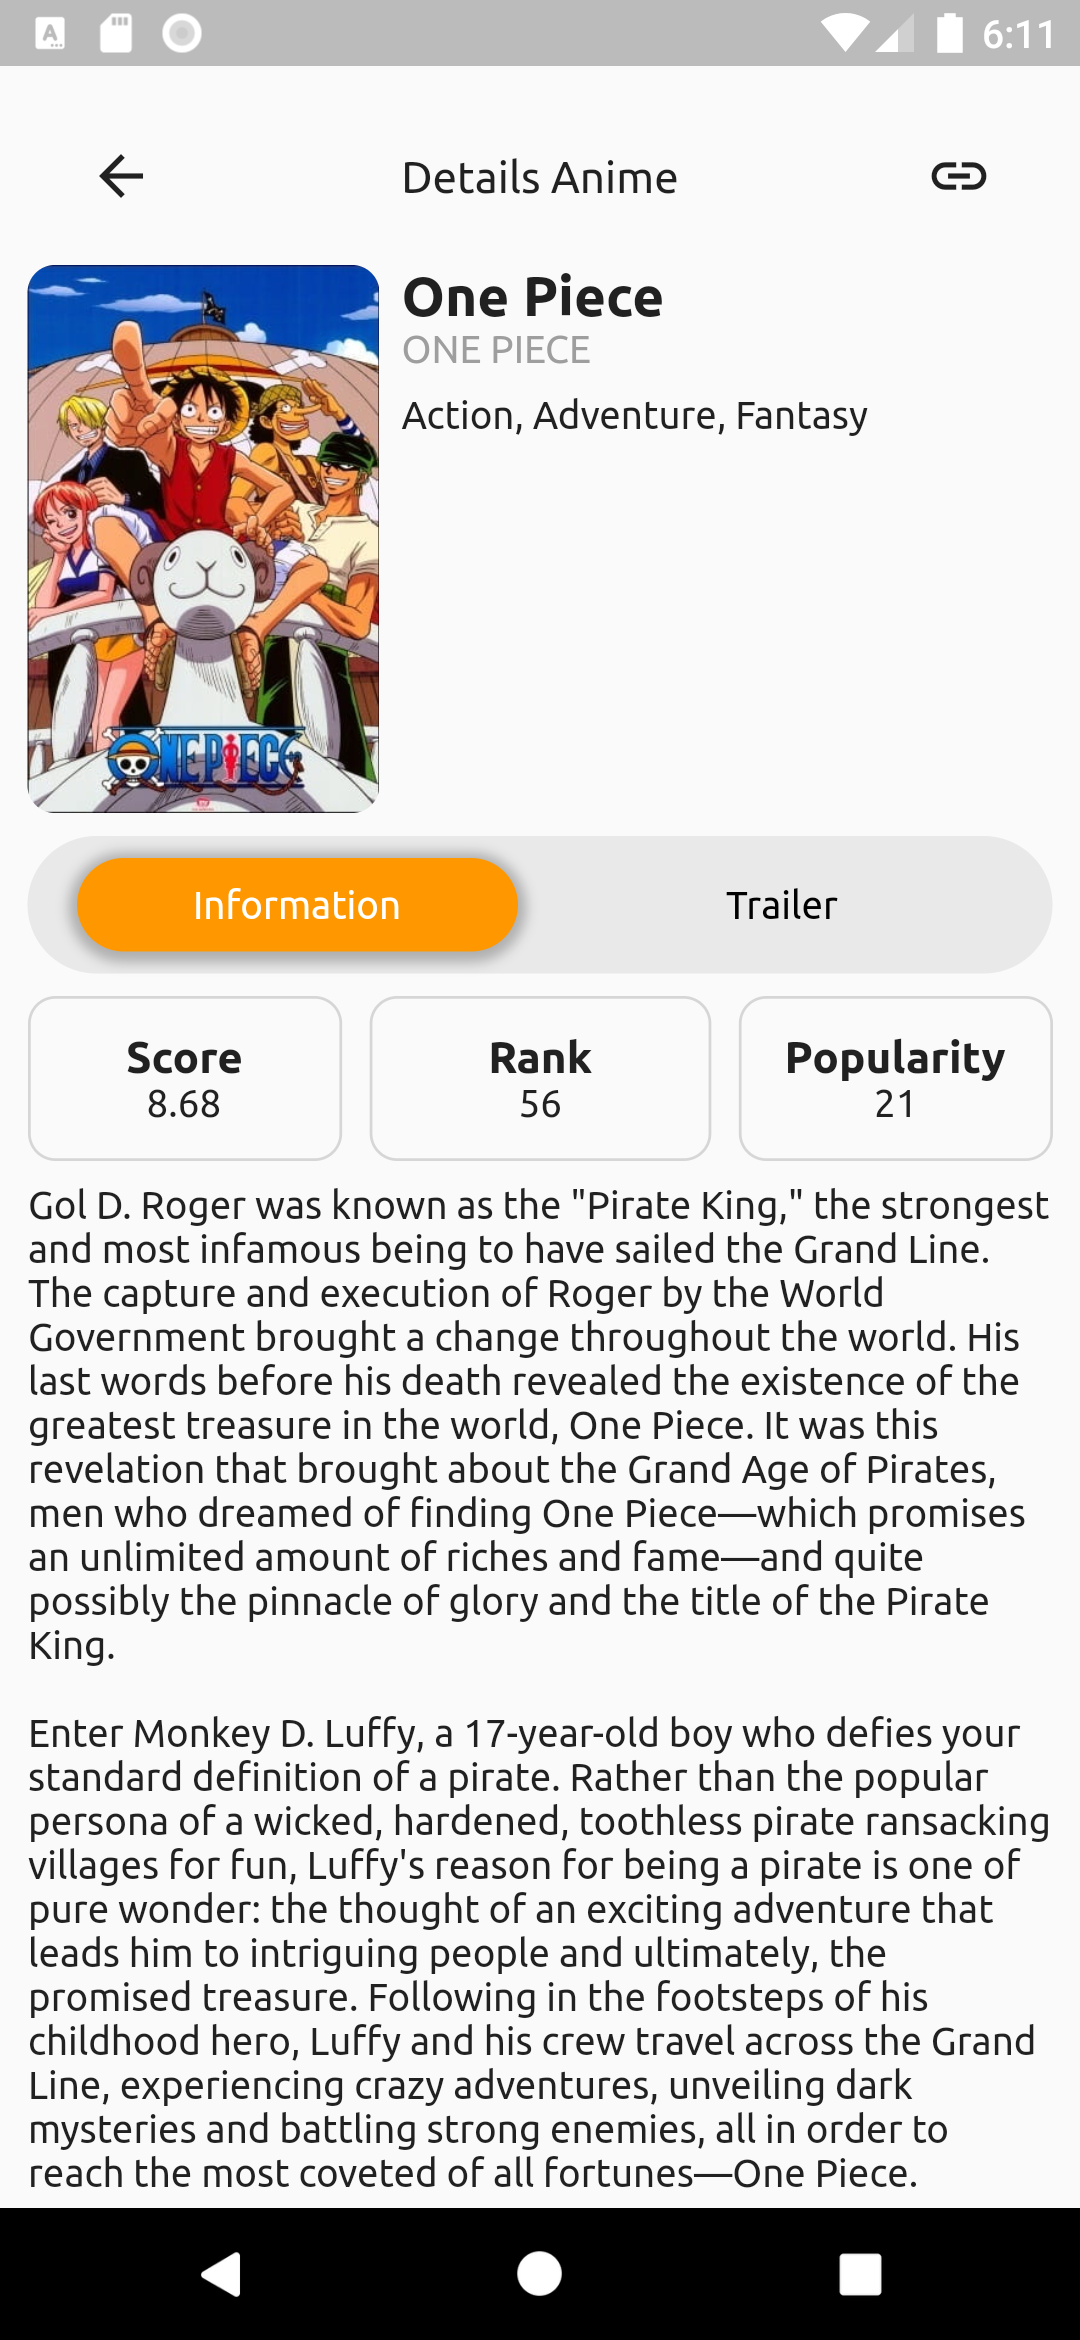 6:11
Details Anime
One Piece
ONE PIECE
Action, Adventure, Fantasy
ONE PIECE
Information
Trailer
Score
8.68
Rank
56
Popularity
21
Gol D. Roger was known as the "Pirate King," the strongest
and most infamous being to have sailed the Grand Line.
The capture and execution of Roger by the World
Government brought a change throughout the world. His
last words before his death revealed the existence of the
greatest treasure in the world, One Piece. It was this
revelation that brought about the Grand Age of Pirates,
men who dreamed of finding One Piece—which promises
an unlimited amount of riches and fame—and quite
possibly the pinnacle of glory and the title of the Pirate
King.
Enter Monkey D. Luffy, a 17-year-old boy who defies your
standard definition of a pirate. Rather than the popular
persona of a wicked, hardened, toothless pirate ransacking
villages for fun, Luffy's reason for being a pirate is one of
pure wonder: the thought of an exciting adventure that
leads him to intriguing people and ultimately, the
promised treasure. Following in the footsteps of his
childhood hero, Luffy and his crew travel across the Grand
Line, experiencing crazy adventures, unveiling dark
mysteries and battling strong enemies, all in order to
reach the most coveted of all fortunes—One Piece.